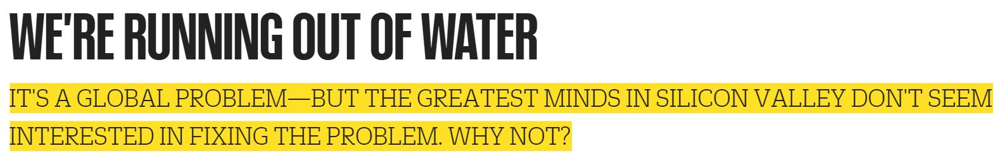 WE'RE RUNNING OUT OF WATER
IT'S A GLOBAL PROBLEM—BUT THE GREATEST MINDS IN SILICON VALLEY DON'T SEEM
INTERESTED IN FIXING THE PROBLEM. WHY NOT?